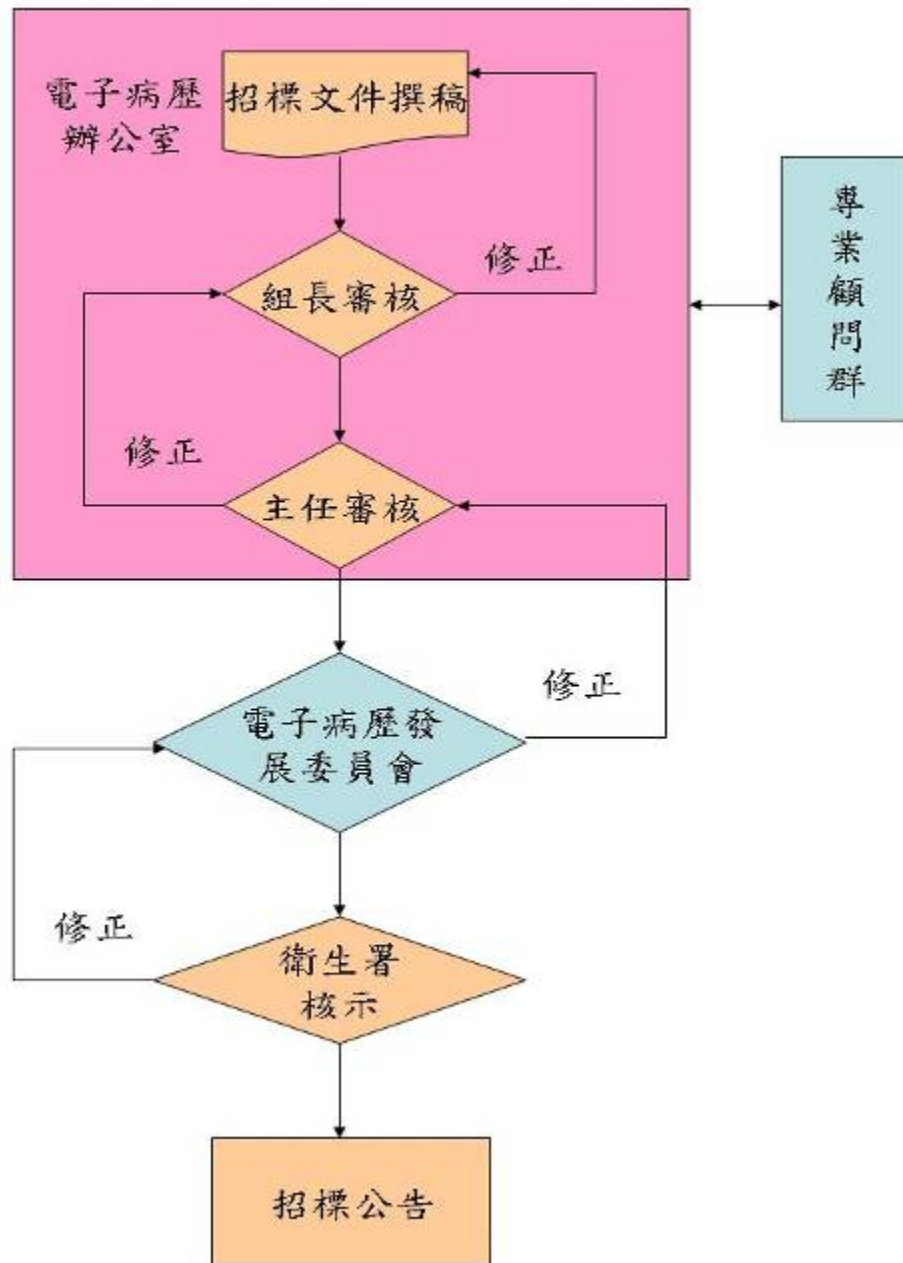 電子病歷
辦公室
招標文件撰稿
修正
組長審核
專
業
顧
問
群
修正
主任審核
修正
電子病歷發
展委員會
修正
衛生署
核示
招標公告